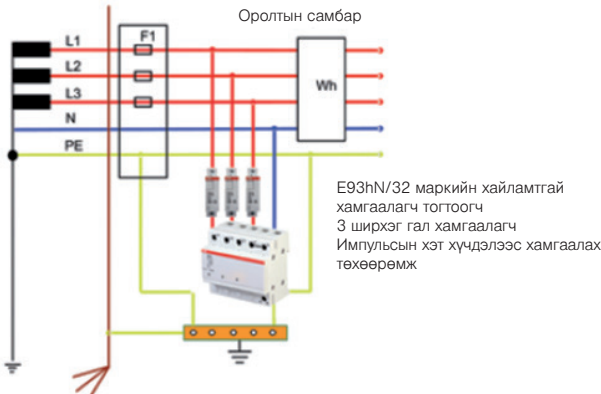 Оролтын самбар
F1
L1
L2
L3
N
PE
Wh
E93hN/32 маркийн хайламтгай
хамгаалагч тогтоогч
3 ширхэг гал хамгаалагч
Импульсын хэт хүчдэлээс хамгаалах
төхөөрөмж